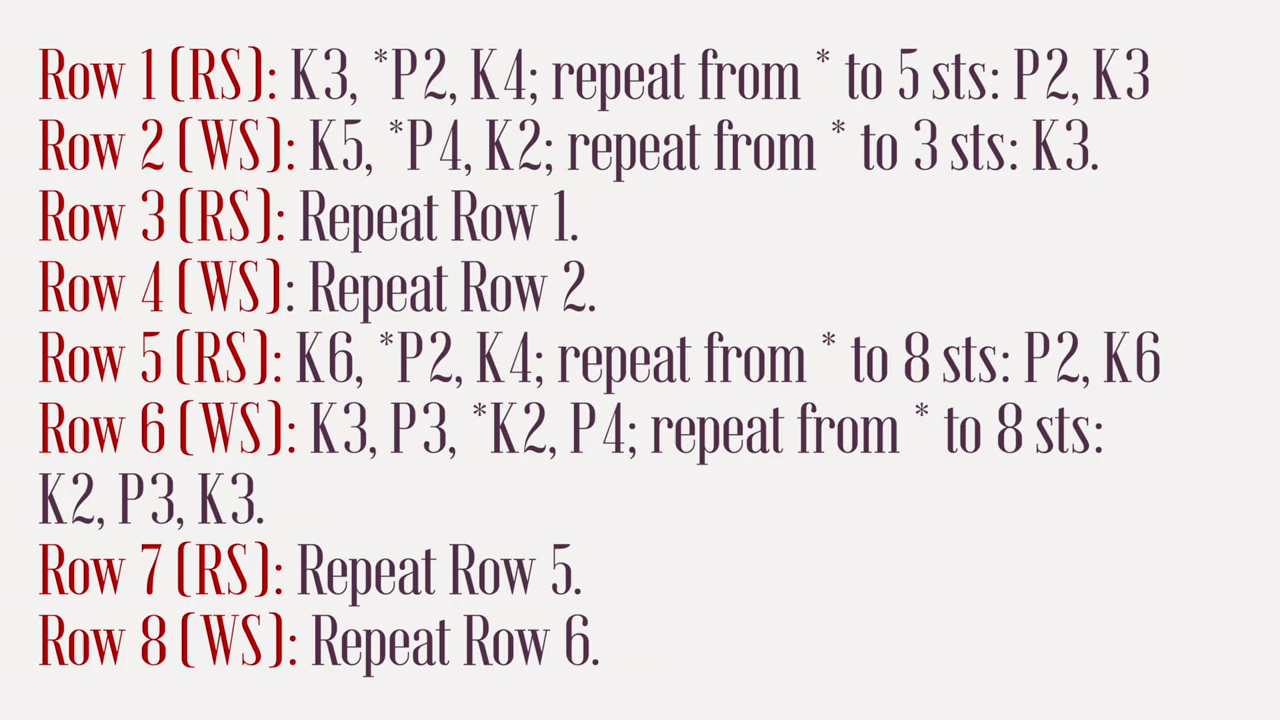 Row 1 (RS): K3, *P2, K4; repeat from * to 5 sts: P2, K3
Row 2 (WS): K5, *P4, K2; repeat from * to 3 sts: K3.
Row 3 (RS): Repeat Row 1.
Row 4 (WS): Repeat Row 2.
Row 5 (RS): K6, *P2, K4; repeat from * to 8 sts: P2, K6
Row 6 (WS): K3, P3, *K2, P4; repeat from * to 8 sts:
K2, P3, K3.
Row 7 (RS): Repeat Row 5.
Row 8 (WS): Repeat Row 6.